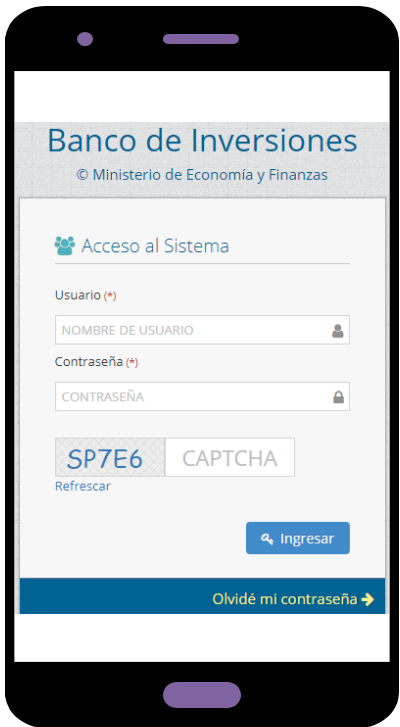 Banco de Inversiones
© Ministerio de Economía y Finanzas
Acceso al Sistema
Usuario (*)
NOMBRE DE USUARIO
Contraseña (*)
CONTRASEÑA
SP7E6 CAPTCHA
Refrescar
Ingresar
Olvidé mi contraseña